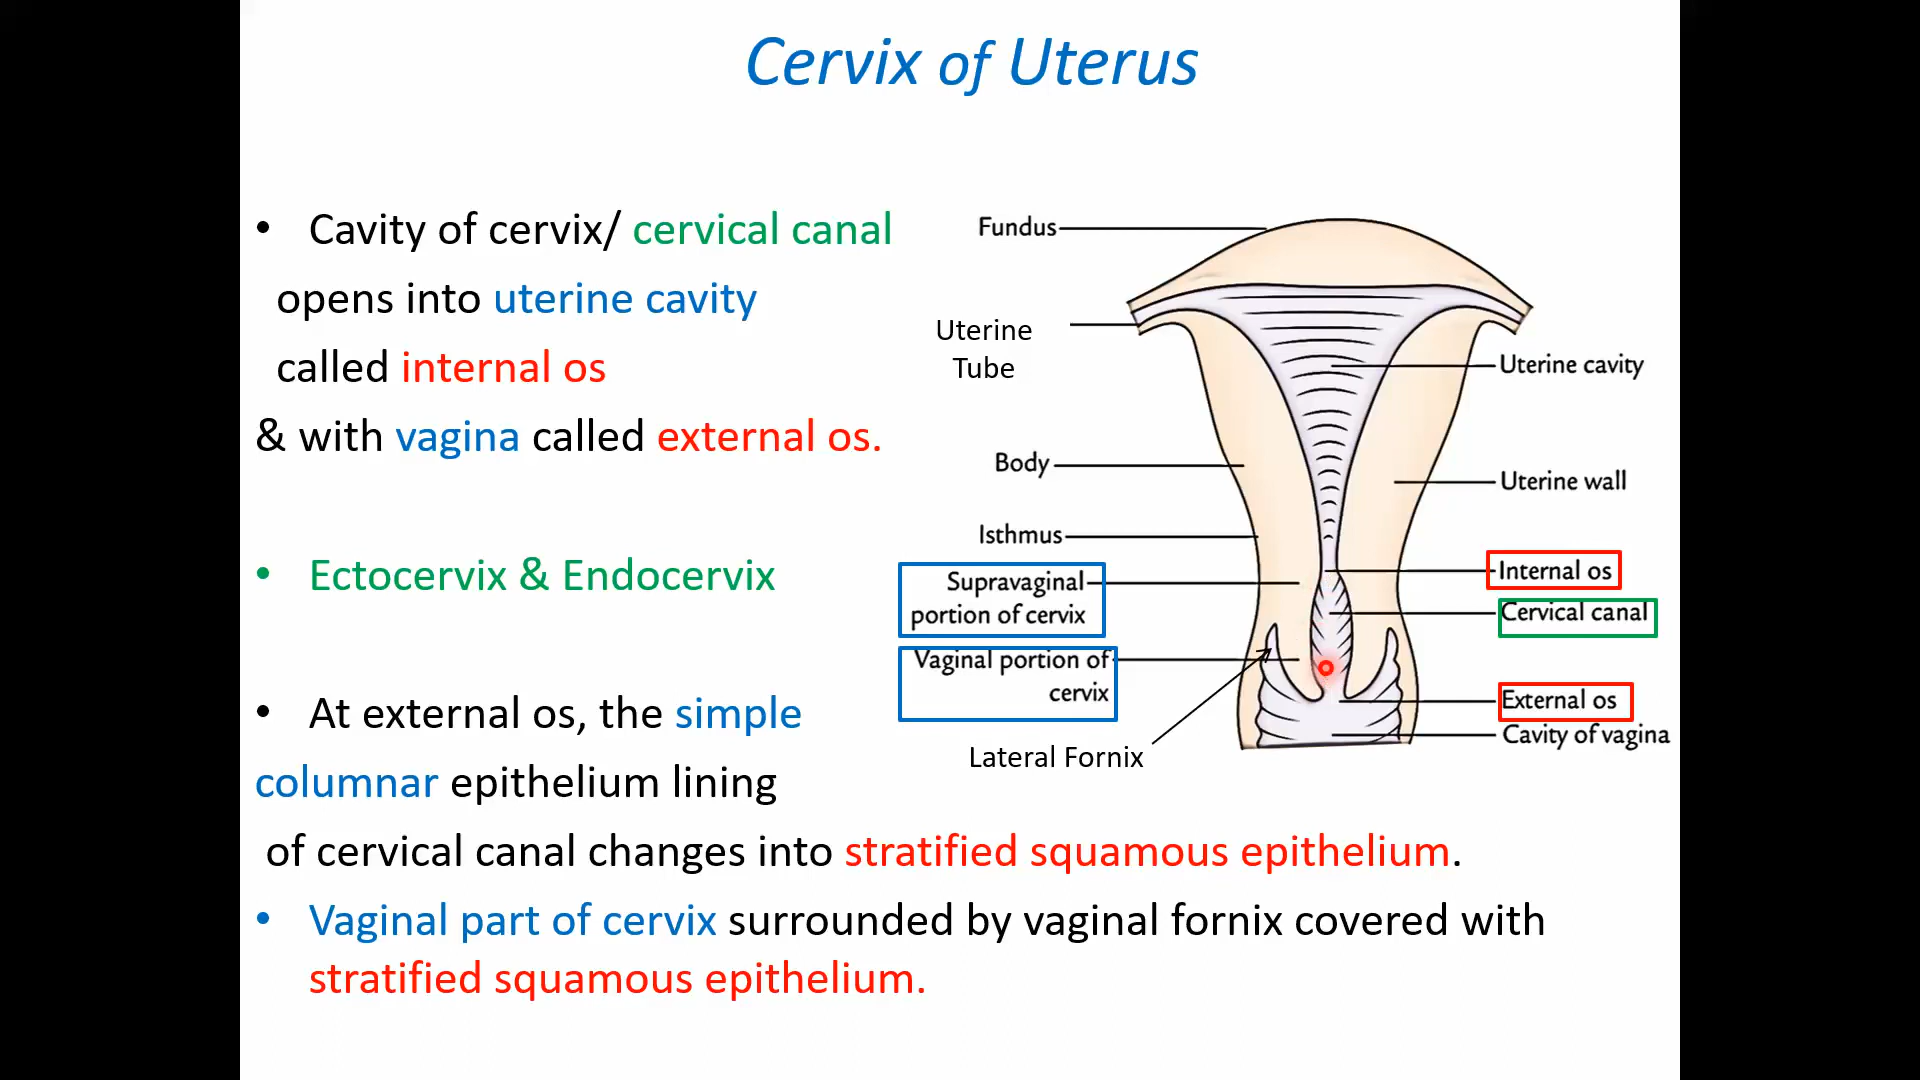 Cervix of Uterus
• Cavity of cervix/ cervical canal
opens into uterine cavity
called internal os
& with vagina called external os.
• Ectocervix & Endocervix
• At external os, the simple
columnar epithelium lining
of cervical canal changes into stratified squamous epithelium.
• Vaginal part of cervix surrounded by vaginal fornix covered with
stratified squamous epithelium.
Fundus
Uterine
Tube
Body
Isthmus
Supravaginal
portion of cervix
Vaginal portion of
cervix
Lateral Fornix
Uterine cavity
Uterine wall
Internal os
Cervical canal
External os
Cavity of vagina